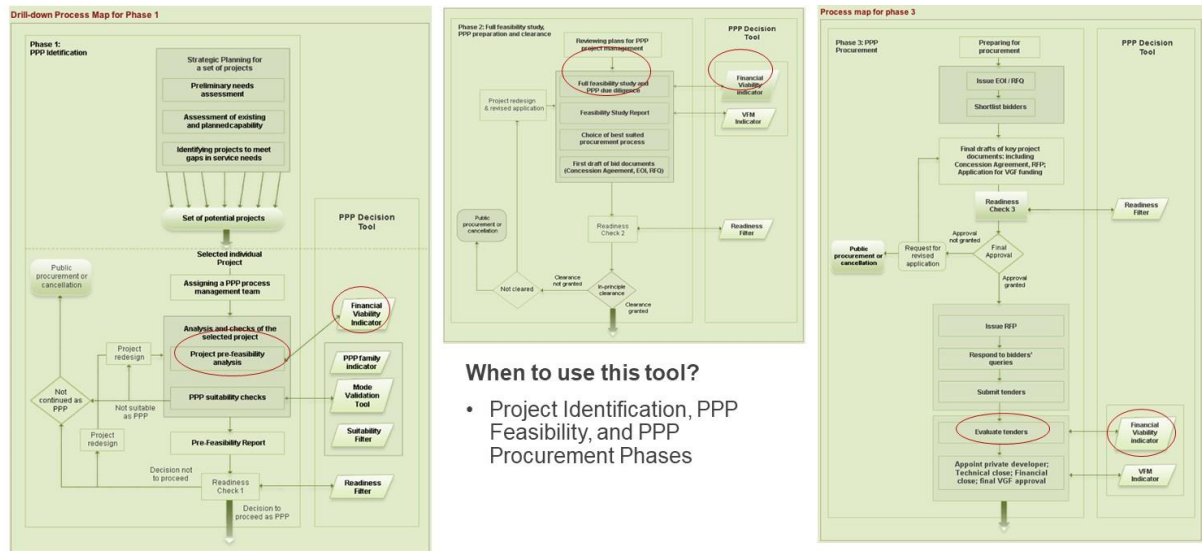 Drill-down Process Map for Phase 1
Phase 1:
PPP Identification
Strategic Planning for
a set of projects
Preliminary needs
assessment
Assessment of existing
and planned capability
Identifying projects to meet
gaps in service needs
Set of potential projects
PPP Decision
Tool
Selected individual
Project
Public
procurement or
cancellation
Assigning a PPP process
management team
Financial
Viability
Indicator
Analysis and checks of the
selected project
Project
redesign
Project pre-feasibility
analysis
PPP family
indicator
Not
continued as
PPP
Not suitable
as PPP
PPP suitability checks
Mode
Validation
Tool
Suitability
Filter
Project
redesign
Pre-Feasibility Report
Decision not
to proceed
Readiness
Check 1
Readiness
Filter
Decision to
proceed as PPP
Phase 2: Full feasibility study,
PPP preparation and clearance
Reviewing plans for PPP
project management
PPP Decision
Tool
Full feasibility study and
PPP due diligence
Financial
Viability
Indicator
Project redesign
& revised application
Feasibility Study Report
VFM
Indicator
Choice of best suited
procurement process
First draft of bid documents
(Concession Agreement, EOI, RFQ)
Public
procurement or
cancellation
Readiness
Check 2
Readiness
Filter
Clearance
not granted
Not cleared
In-principle
clearance
Clearance
granted
When to use this tool?
• Project Identification, PPP
Feasibility, and PPP
Procurement Phases
Process map for phase 3
Phase 3: PPP
Procurement
Preparing for
procurement
PPP Decision
Tool
Issue EOI / RFQ
Shortlist bidders
Final drafts of key project
documents: including
Concession Agreement, RFP;
Application for VGF funding
Readiness
Check 3
Readiness
Filter
Approval
not granted
Public
procurement or
cancellation
Request for
revised
application
Final
Approval
Approval
granted
Issue RFP
Respond to bidders'
queries
Submit tenders
Evaluate tenders
Financial
Viability
indicator
Appoint private developer;
Technical close; Financial
close; final VGF approval
VFM
Indicator